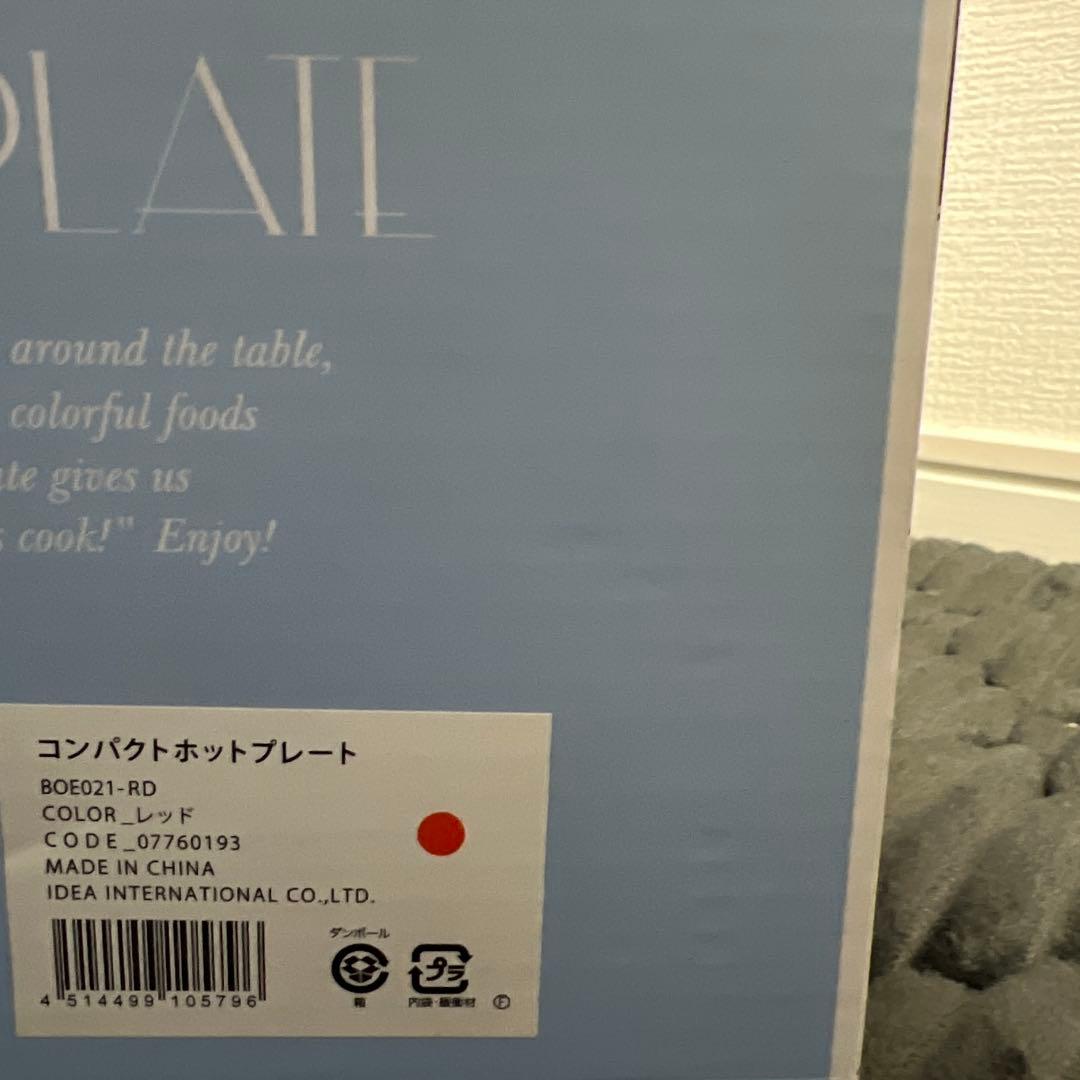 PLATE
around the table,
colorful foods
ate gives us
s cook!" Enjoy!
コンパクトホットプレート
BOE021-RD
COLOR_レッド
CODE_07760193
MADE IN CHINA
IDEA INTERNATIONAL CO.,LTD.
ダンボール
プラ
箱
内袋・緩衝材
F
4 514499 105796